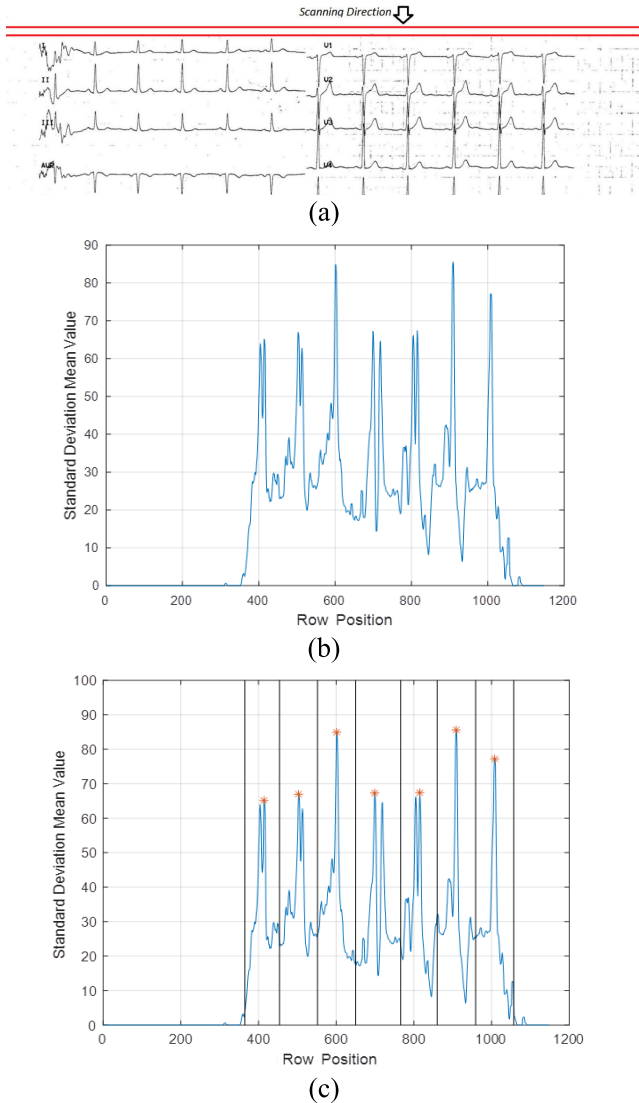 Scanning Direction
I
V1
II
V2
III
V3
AVR
V4
(a)
90
80
70
60
50
40
30
20
10
0
Standard Deviation Mean Value
0 200 400 600 800 1000 1200
Row Position
(b)
100
90
80
70
60
50
40
30
20
10
0
Standard Deviation Mean Value
0 200 400 600 800 1000 1200
Row Position
(c)